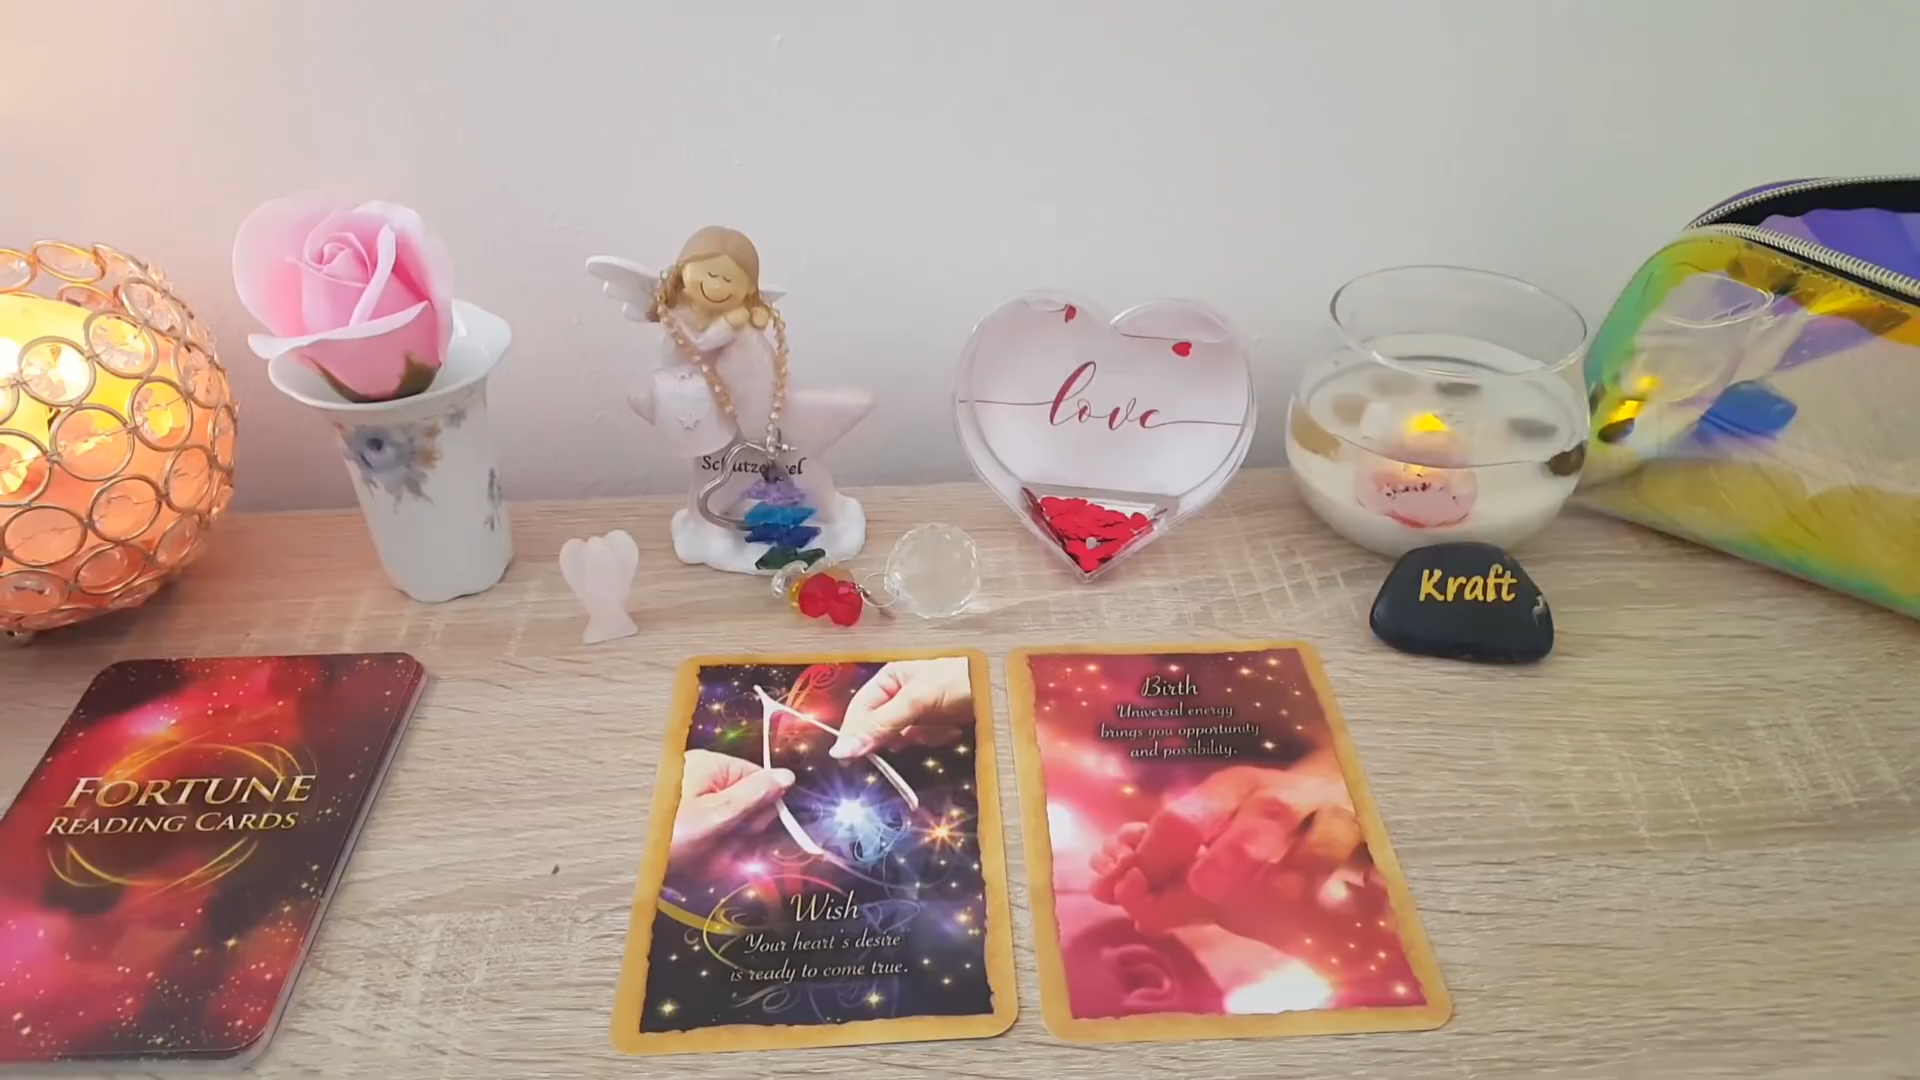 Schutzengel
love
Kraft
FORTUNE
READING CARDS
Wish
Your heart's desire
is ready to come true.
Birth
Universal energy
brings you opportunity
and possibility.